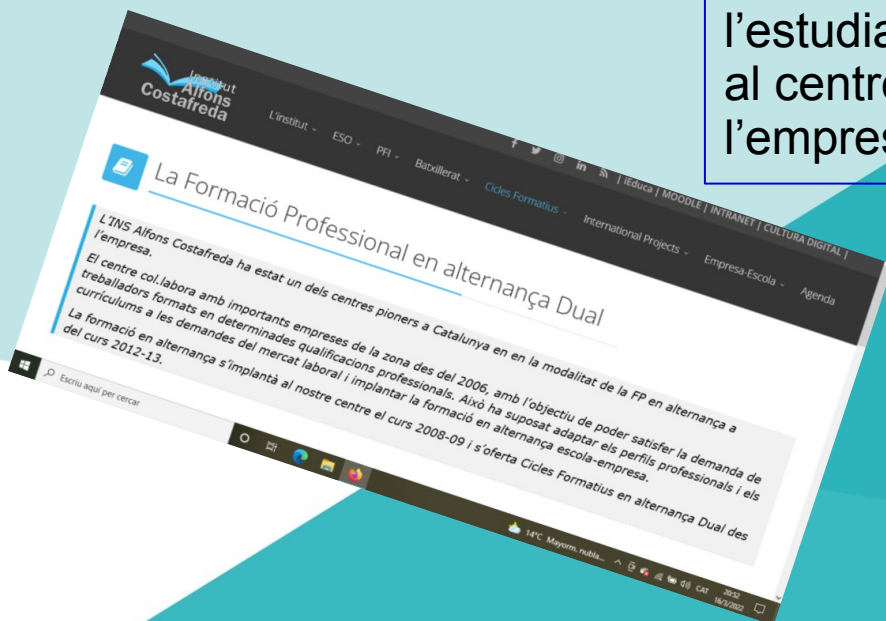 l'estudia
al centre
l'empres
Institut
Alfons
Costafreda
f in | iEduca | MOODLE | INTRANET | CULTURA DIGITAL |
L'institut ESO PFI Batxillerat Cicles Formatius International Projects Empresa-Escola Agenda
La Formació Professional en alternança Dual
L'INS Alfons Costafreda ha estat un dels centres pioners a Catalunya en en la modalitat de la FP en alternança a
l'empresa.
El centre col.labora amb importants empreses de la zona des del 2006, amb l'objectiu de poder satisfer la demanda de
treballadors formats en determinades qualificacions professionals. Això ha suposat adaptar els perfils professionals i els
currículums a les demandes del mercat laboral i implantar la formació en alternança escola-empresa.
La formació en alternança s'implantà al nostre centre el curs 2008-09 i s'oferta Cicles Formatius en alternança Dual des
del curs 2012-13.
Escriu aquí per cercar
14°C Mayorm. nubla... CAT 20:52
16/3/2022